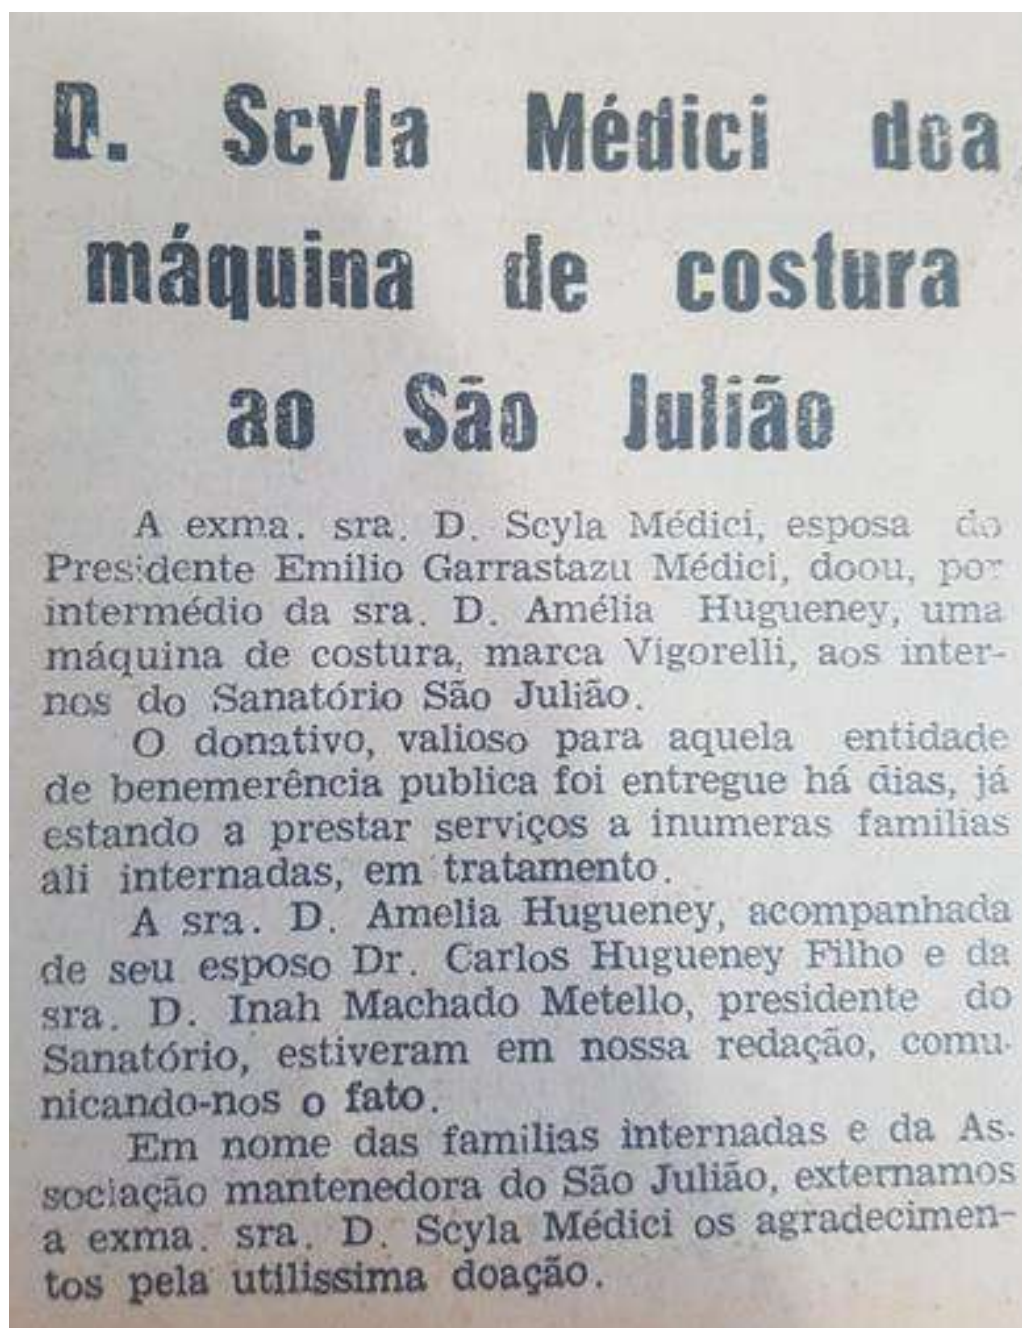 D. Scyla Médici doa
máquina de costura
ao São Julião
A exma. sra. D. Scyla Médici, esposa do
Presidente Emilio Garrastazu Médici, doou, por
intermédio da sra. D. Amélia Hugueney, uma
máquina de costura, marca Vigorelli, aos inter-
nos do Sanatório São Julião.
O donativo, valioso para aquela entidade
de benemerência publica foi entregue há dias, já
estando a prestar serviços a inumeras familias
ali internadas, em tratamento.
A sra. D. Amelia Hugueney, acompanhada
de seu esposo Dr. Carlos Hugueney Filho e da
sra. D. Inah Machado Metello, presidente do
Sanatório, estiveram em nossa redação, comu-
nicando-nos o fato.
Em nome das familias internadas e da As-
sociação mantenedora do São Julião, externamos
a exma. sra. D. Scyla Médici os agradecimen-
tos pela utilissima doação.